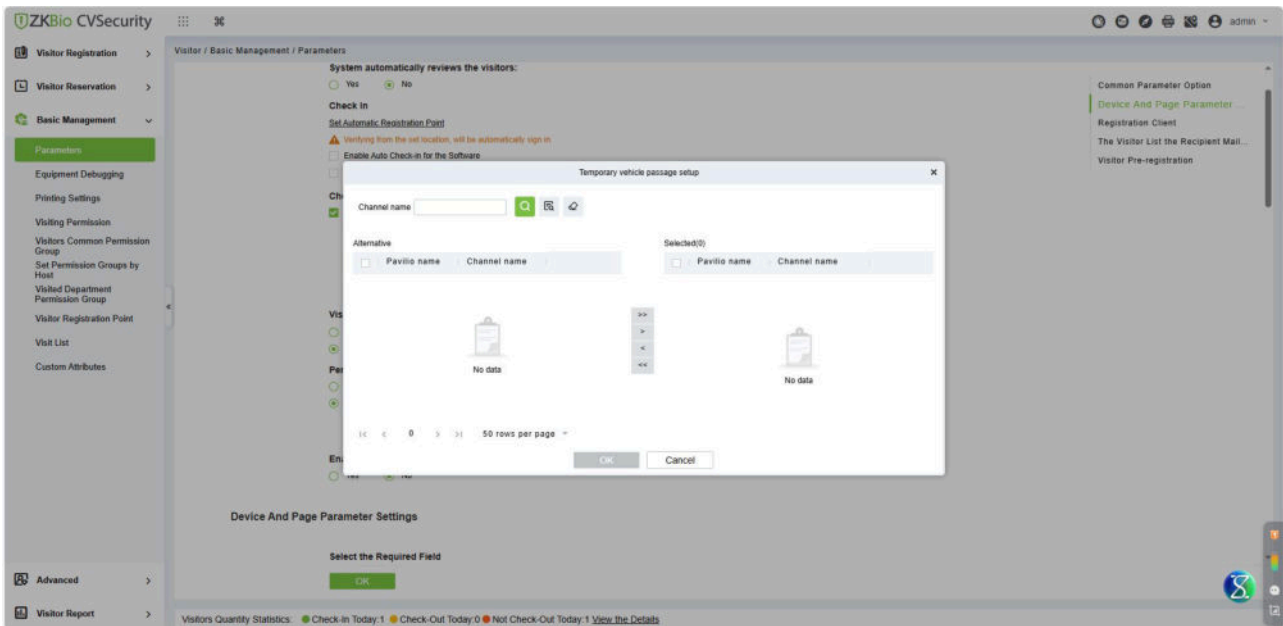 ZKBio CVSecurity
admin
Visitor Registration
Visitor Reservation
Basic Management
Parameters
Equipment Debugging
Printing Settings
Visiting Permission
Visitors Common Permission
Group
Set Permission Groups by
Host
Visited Department
Permission Group
Visitor Registration Point
Visit List
Custom Attributes
Advanced
Visitor Report
Visitor / Basic Management / Parameters
System automatically reviews the visitors:
Yes No
Check In
Set Automatic Registration Point
Verifying from the set location, will be automatically sign in
Enable Auto Check-in for the Software
Temporary vehicle passage setup
Channel name
Alternative
Pavilio name Channel name
No data
0 50 rows per page
>>
>
<
<<
Selected(0)
Pavilio name Channel name
No data
OK Cancel
Device And Page Parameter Settings
Select the Required Field
OK
Common Parameter Option
Device And Page Parameter ...
Registration Client
The Visitor List the Recipient Mail...
Visitor Pre-registration
Visitors Quantity Statistics: Check-In Today:1 Check-Out Today:0 Not Check-Out Today:1 View the Details